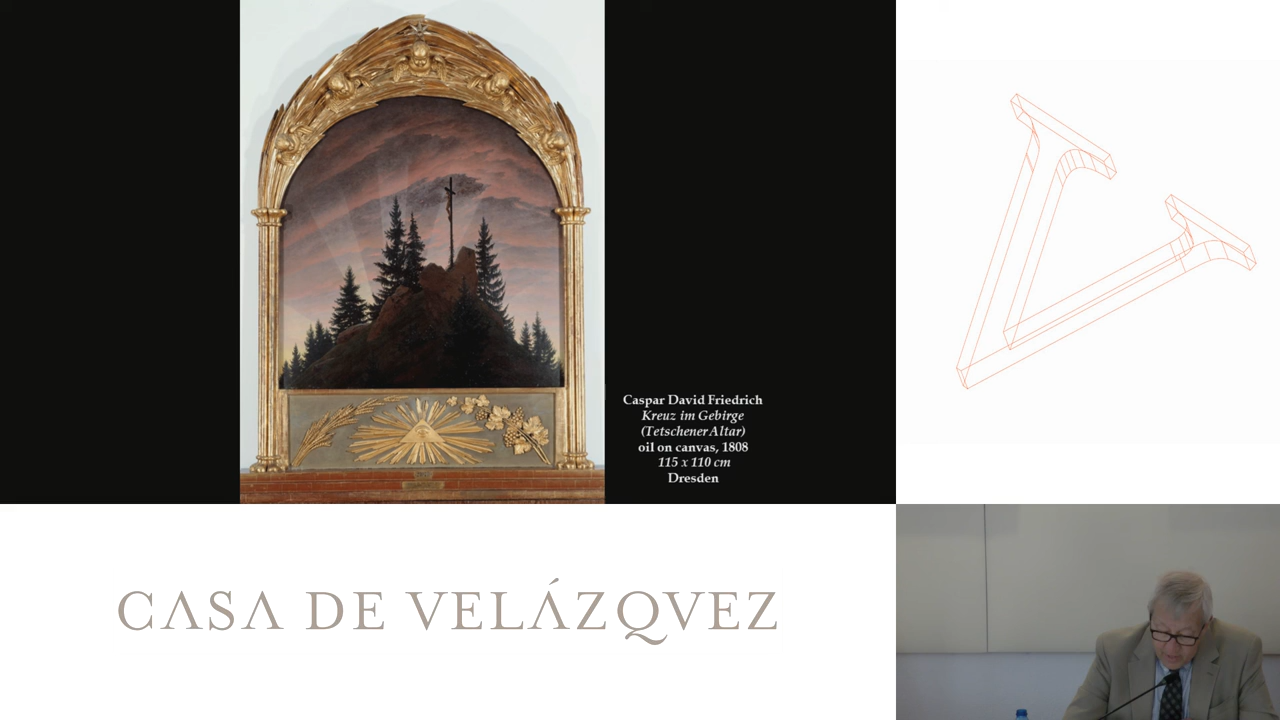 Caspar David Friedrich
Kreuz im Gebirge
(Tetschener Altar)
oil on canvas, 1808
115 x 110 cm
Dresden
CASA DE VELÁZQVEZ